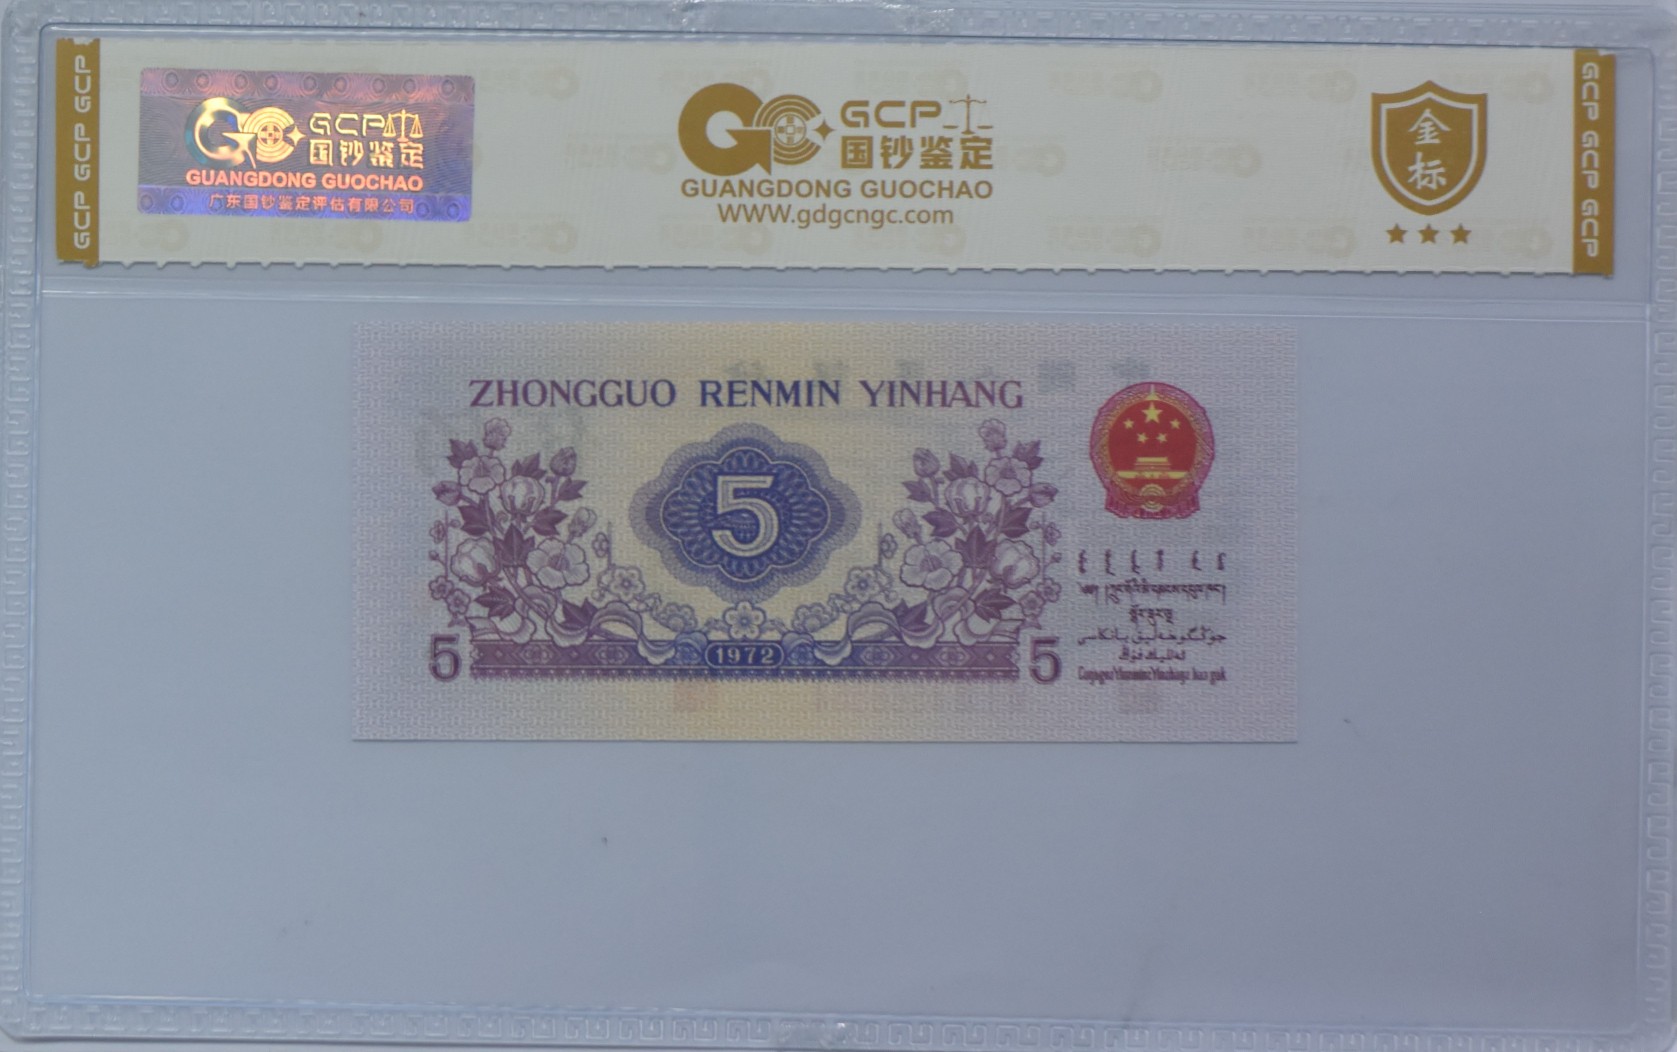 GCP GCP GCP
GCP
国钞鉴定
GUANGDONG GUOCHAO
广东国钞鉴定评估有限公司
GCP
国钞鉴定
GUANGDONG GUOCHAO
WWW.gdgcngc.com
金
标
GCP GCP GCP
ZHONGGUO RENMIN YINHANG
5
5
1972
5